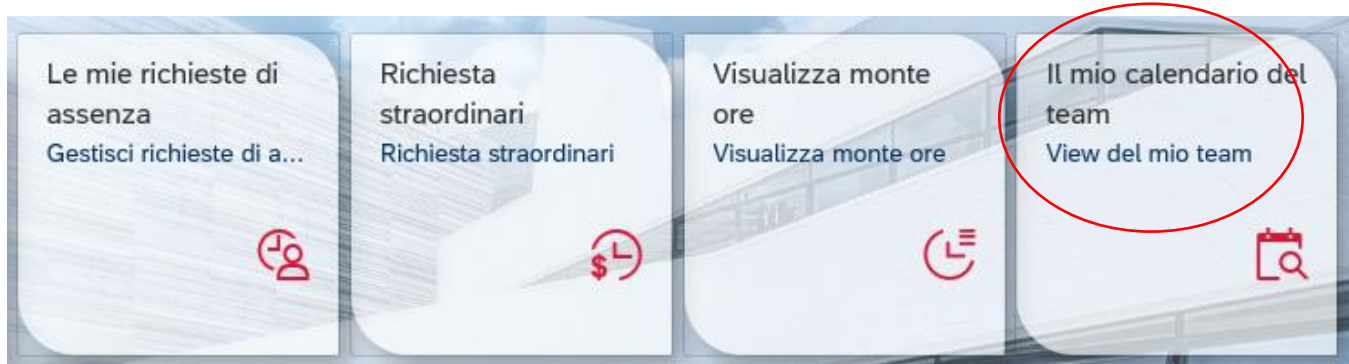 Le mie richieste di
assenza
Gestisci richieste di a...
Richiesta
straordinari
Richiesta straordinari
Visualizza monte
ore
Visualizza monte ore
Il mio calendario del
team
View del mio team
$